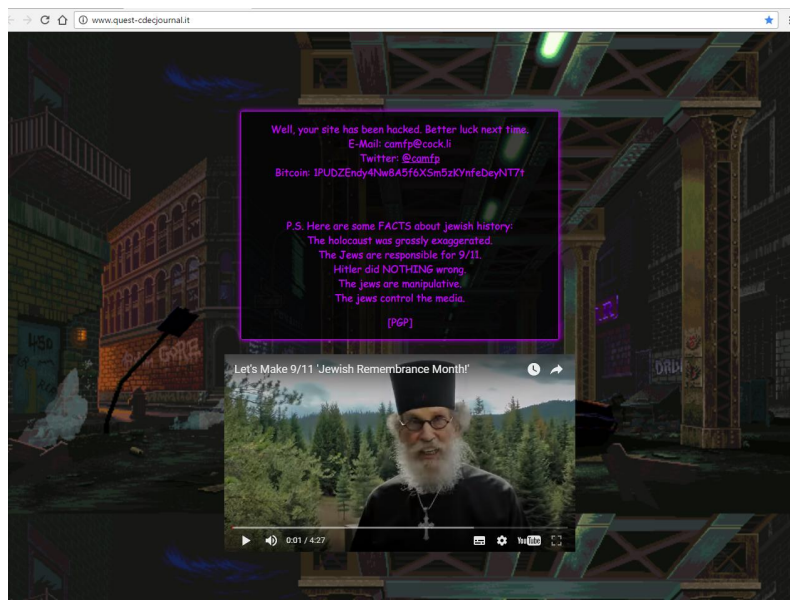 www.quest-cdecjournal.it
Well, your site has been hacked. Better luck next time.
E-Mail: camfp@cock.li
Twitter: @camfp
Bitcoin: 1PUDZEndy4Nw8A5f6XSm5zKYnfeDeyNT7t
P.S. Here are some FACTS about jewish history:
The holocaust was grossly exaggerated.
The Jews are responsible for 9/11.
Hitler did NOTHING wrong.
The jews are manipulative.
The jews control the media.
[PGP]
450
GORE
Let's Make 9/11 'Jewish Remembrance Month!'
0:01 / 4:27
YouTube